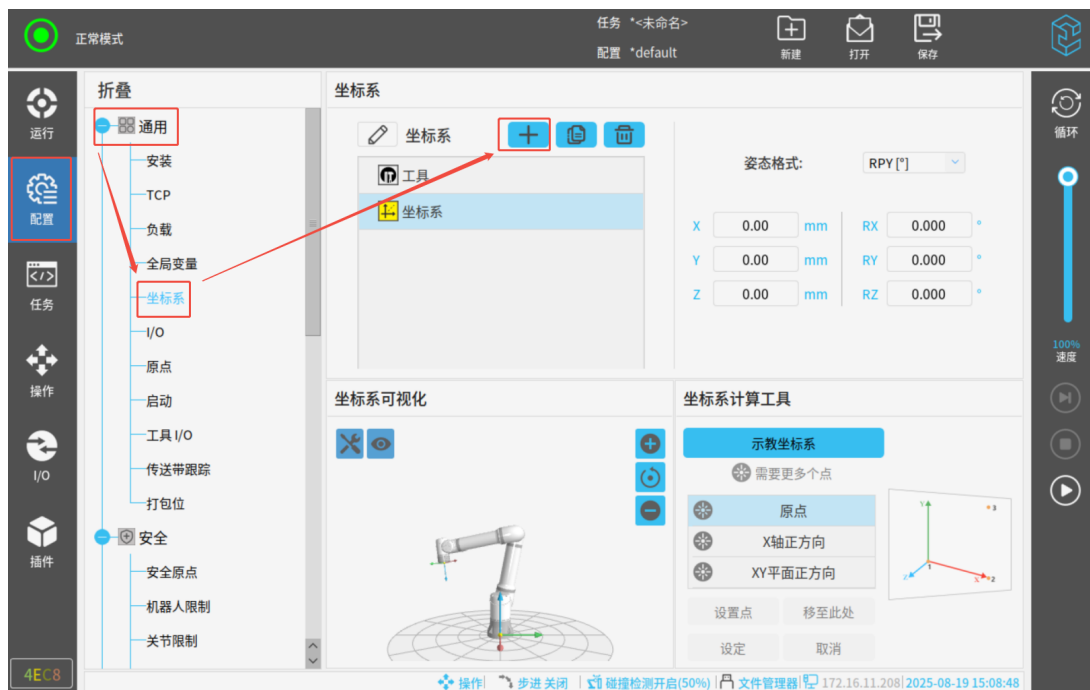 正常模式
任务 *<未命名>
配置 *default
新建
打开
保存
运行
配置
任务
操作
I/O
插件
4EC8
折叠
通用
安装
TCP
负载
全局变量
坐标系
I/O
原点
启动
工具 I/O
传送带跟踪
打包位
安全
安全原点
机器人限制
关节限制
坐标系
坐标系
工具
坐标系
姿态格式: RPY [°]
X 0.00 mm RX 0.000 °
Y 0.00 mm RY 0.000 °
Z 0.00 mm RZ 0.000 °
坐标系可视化
坐标系计算工具
示教坐标系
需要更多个点
原点
X轴正方向
XY平面正方向
Y
3
1
Z
X
2
设置点 移至此处
设定 取消
循环
100%
速度
操作 步进 关闭 碰撞检测开启(50%) 文件管理器 172.16.11.208 2025-08-19 15:08:48